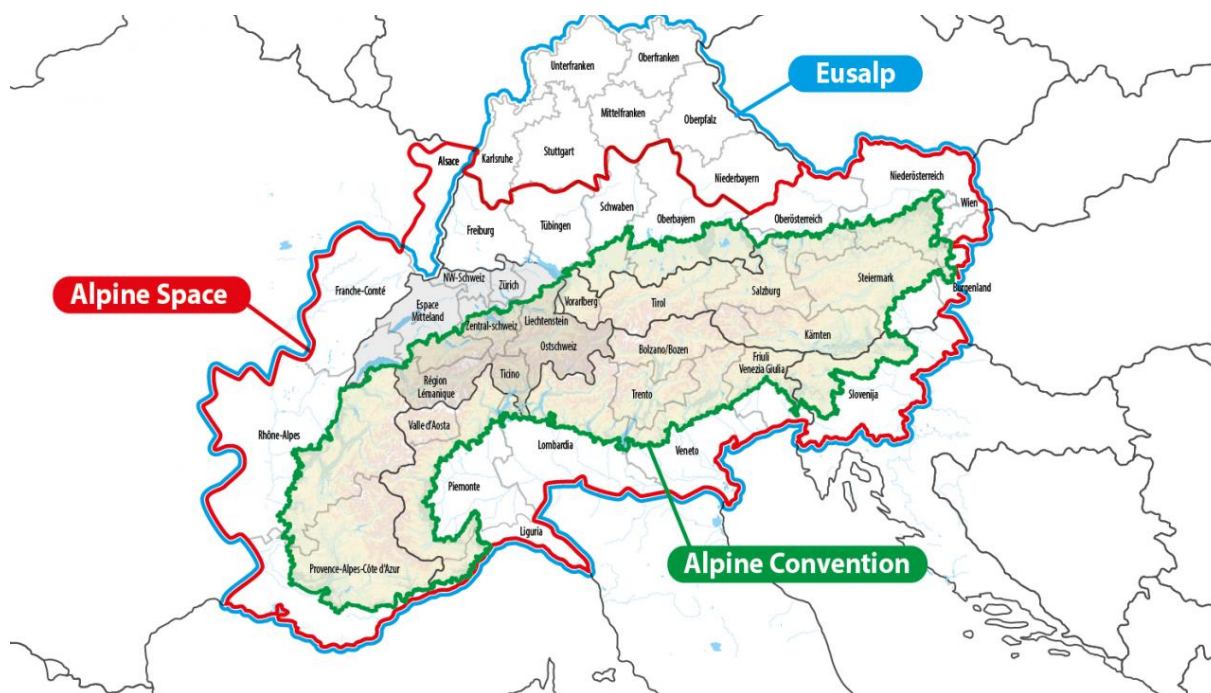 Unterfranken
Oberfranken
Eusalp
Mittelfranken
Oberpfalz
Alsace
Karlsruhe
Stuttgart
Niederbayern
Niederösterreich
Wien
Schwaben
Oberbayern
Oberösterreich
Freiburg
Tübingen
Franche-Comté
NW-Schweiz
Zürich
Steiermark
Alpine Space
Espace
Mitteland
Vorarlberg
Tirol
Salzburg
Burgenland
Zentral-schweiz
Liechtenstein
Ostschweiz
Bolzano/Bozen
Kärnten
Région
Lémanique
Ticino
Trento
Friuli
Venezia Giulia
Slovenija
Valle d'Aosta
Rhône-Alpes
Lombardia
Veneto
Piemonte
Liguria
Alpine Convention
Provence-Alpes-Côte d'Azur